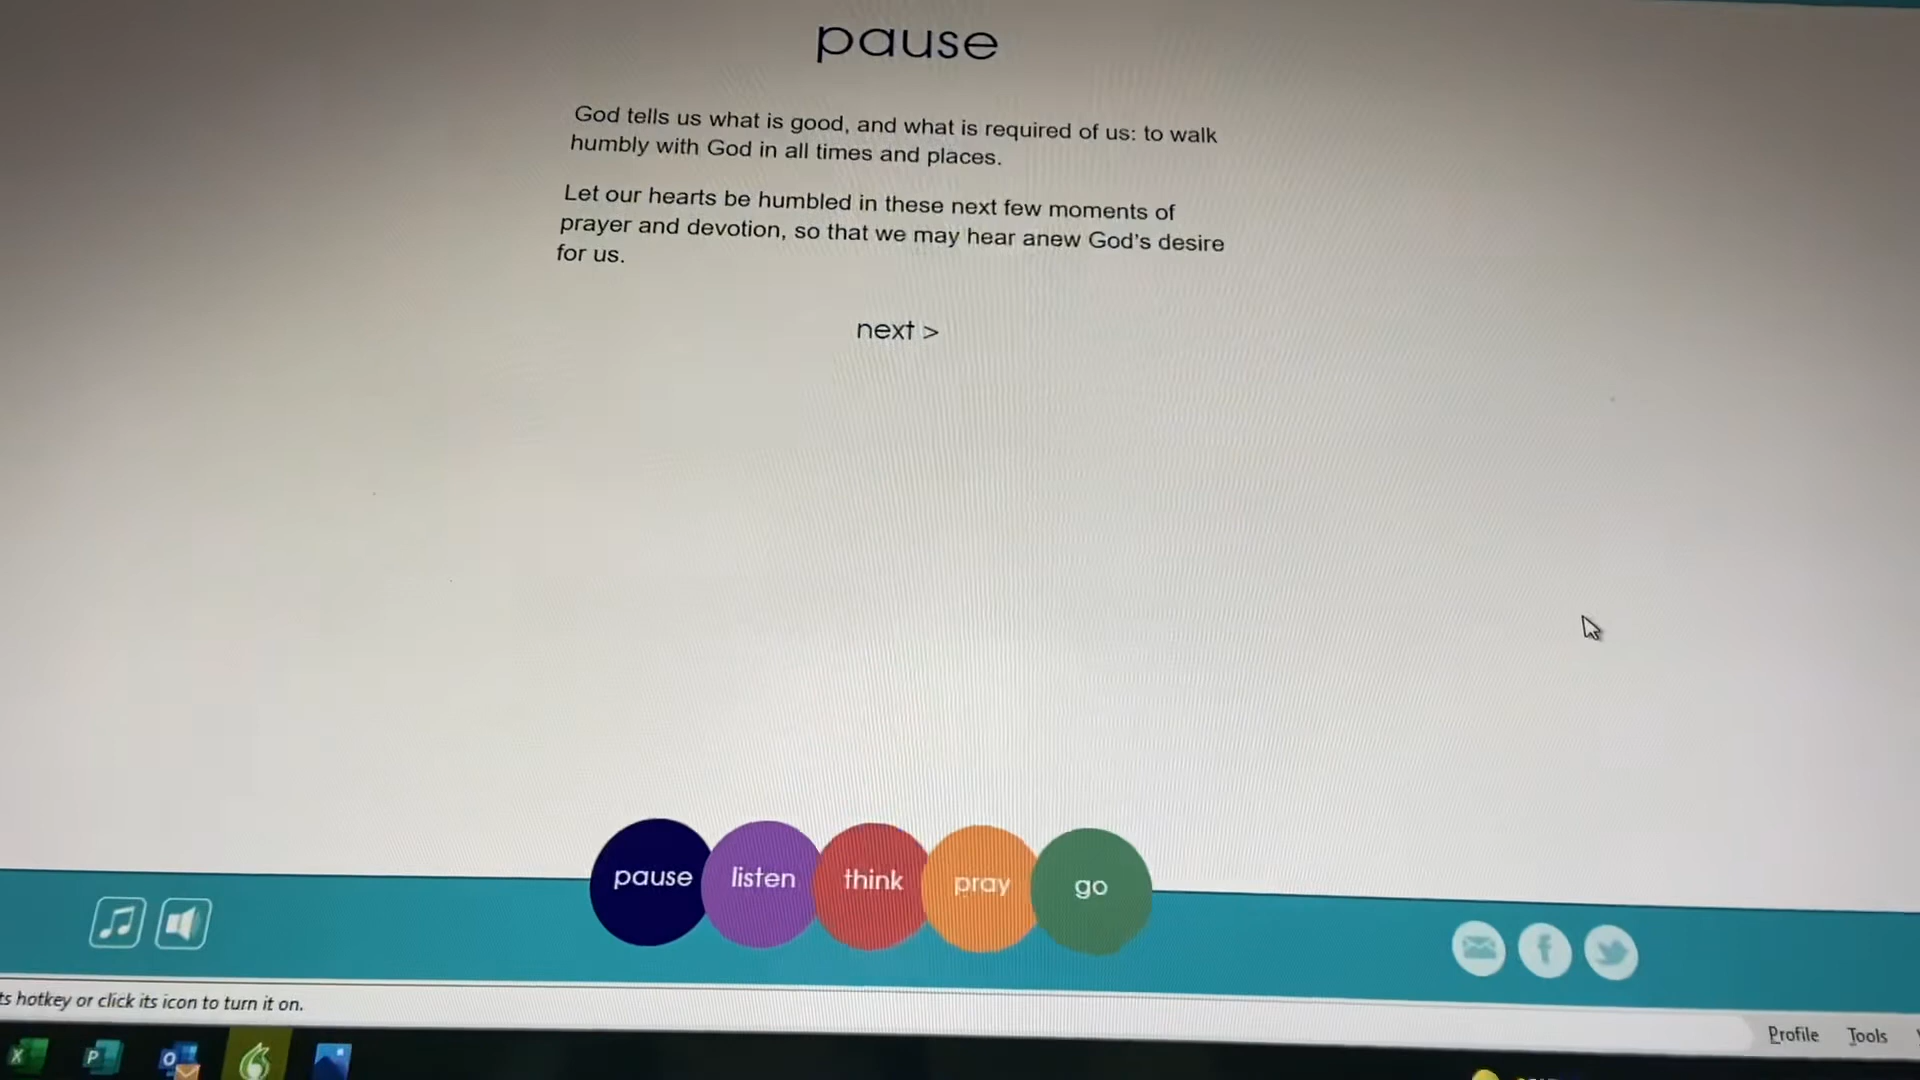 pause
God tells us what is good, and what is required of us: to walk
humbly with God in all times and places.
Let our hearts be humbled in these next few moments of
prayer and devotion, so that we may hear anew God's desire
for us.
next >
pause
listen
think
pray
go
ts hotkey or click its icon to turn it on.
Profile
Tools